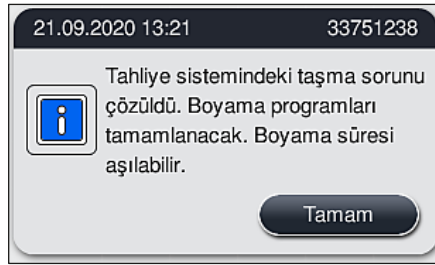 21.09.2020 13:21 33751238
Tahliye sistemindeki taşma sorunu
çözüldü. Boyama programları
tamamlanacak. Boyama süresi
aşılabilir.
Tamam